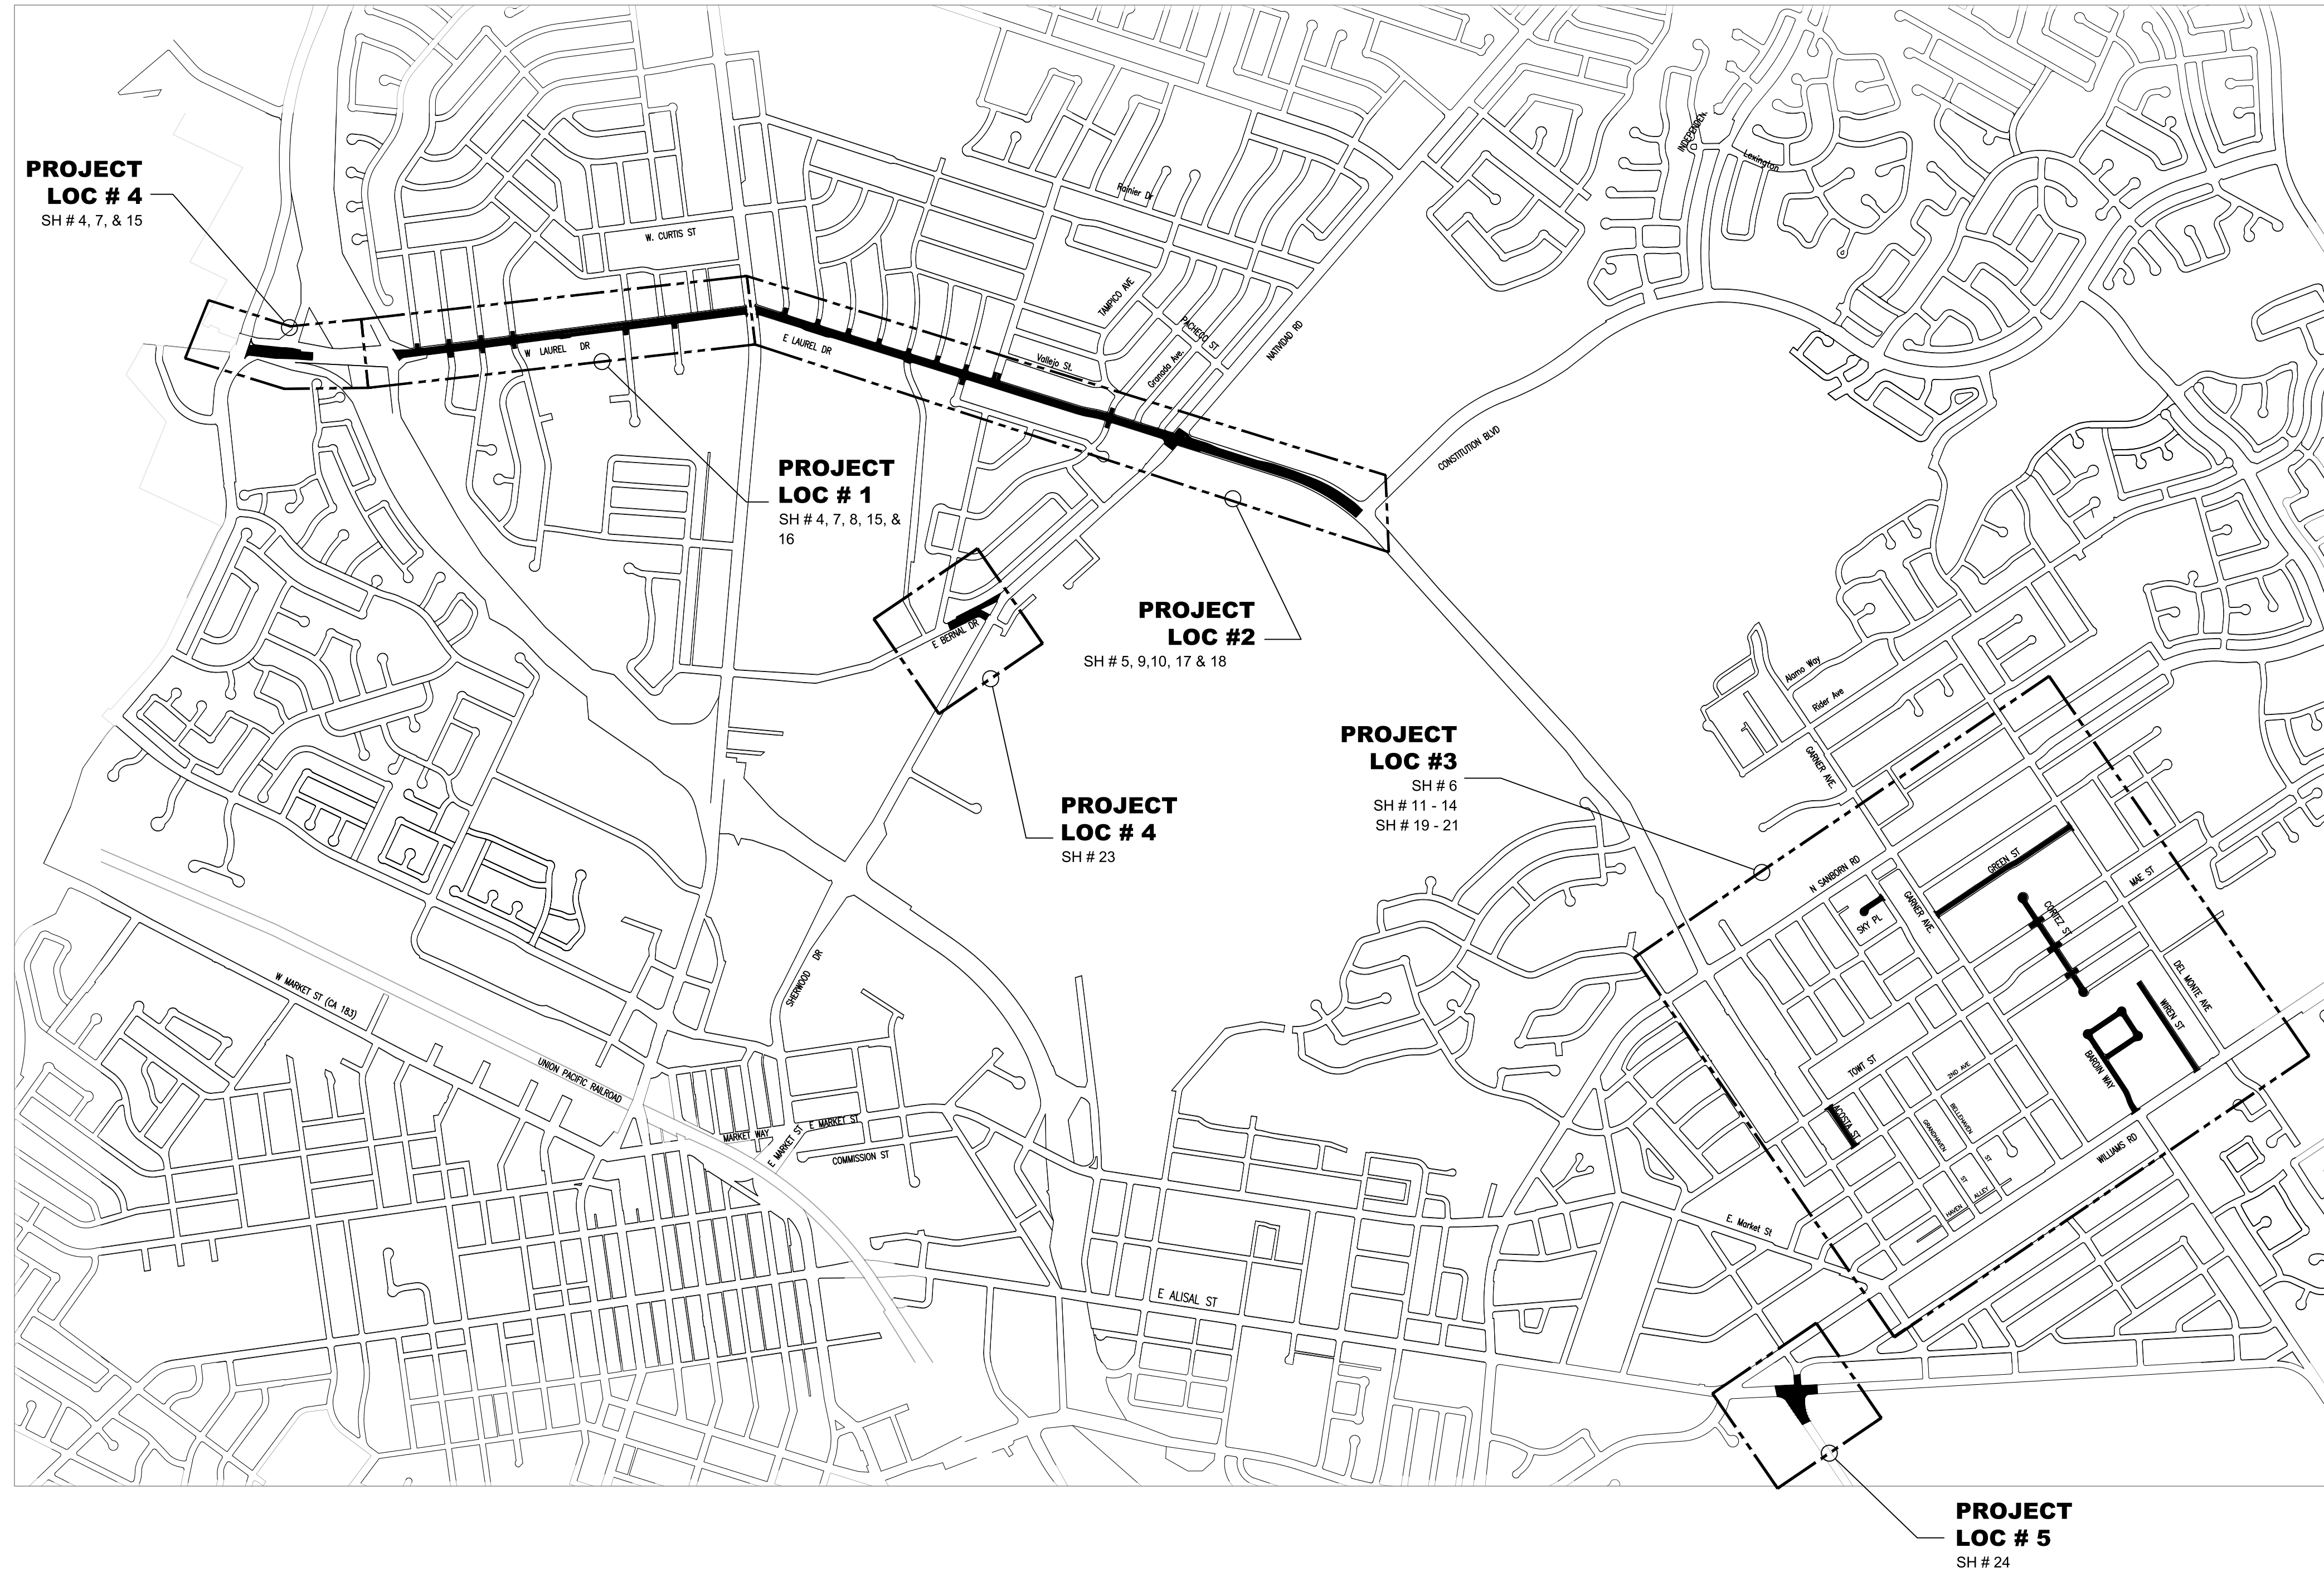 INDEPENDEN.
Lexington
Rainier Dr
PROJECT
LOC # 4
SH # 4, 7, & 15
W. CURTIS ST
TAMPICO AVE
PACHECO ST
NATIVIDAD RD
W LAUREL DR
E LAUREL DR
Vallejo St.
Granada Ave.
CONSTITUTION BLVD
PROJECT
LOC # 1
SH # 4, 7, 8, 15, &
16
PROJECT
LOC #2
SH # 5, 9,10, 17 & 18
E BERNAL DR
Alamo Way
Rider Ave
GARNER AVE.
PROJECT
LOC #3
SH # 6
SH # 11 - 14
SH # 19 - 21
PROJECT
LOC # 4
SH # 23
N SANBORN RD
GREEN ST
MAE ST
GARNER AVE.
SKY PL
CORTEZ ST
DEL MONTE AVE
WIREN ST
BARDIN WAY
SHERWOOD DR
W MARKET ST (CA 183)
UNION PACIFIC RAILROAD
TOWT ST
2ND AVE
ACOSTA ST
BELLEHAVEN
ST
GRANDHAVEN
ST
ALLEY
HAVEN
WILLIAMS RD
MARKET WAY
E MARKET ST
E MARKET ST
COMMISSION ST
E. Market St
E ALISAL ST
PROJECT
LOC # 5
SH # 24